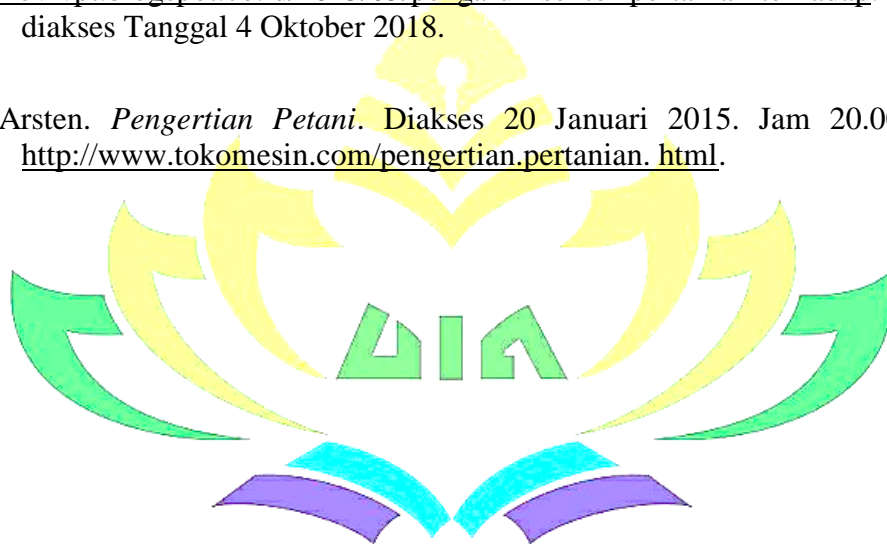 diakses Tanggal 4 Oktober 2018.
Arsten. Pengertian Petani. Diakses 20 Januari 2015. Jam 20.00
http://www.tokomesin.com/pengertian.pertanian. html.
UIN